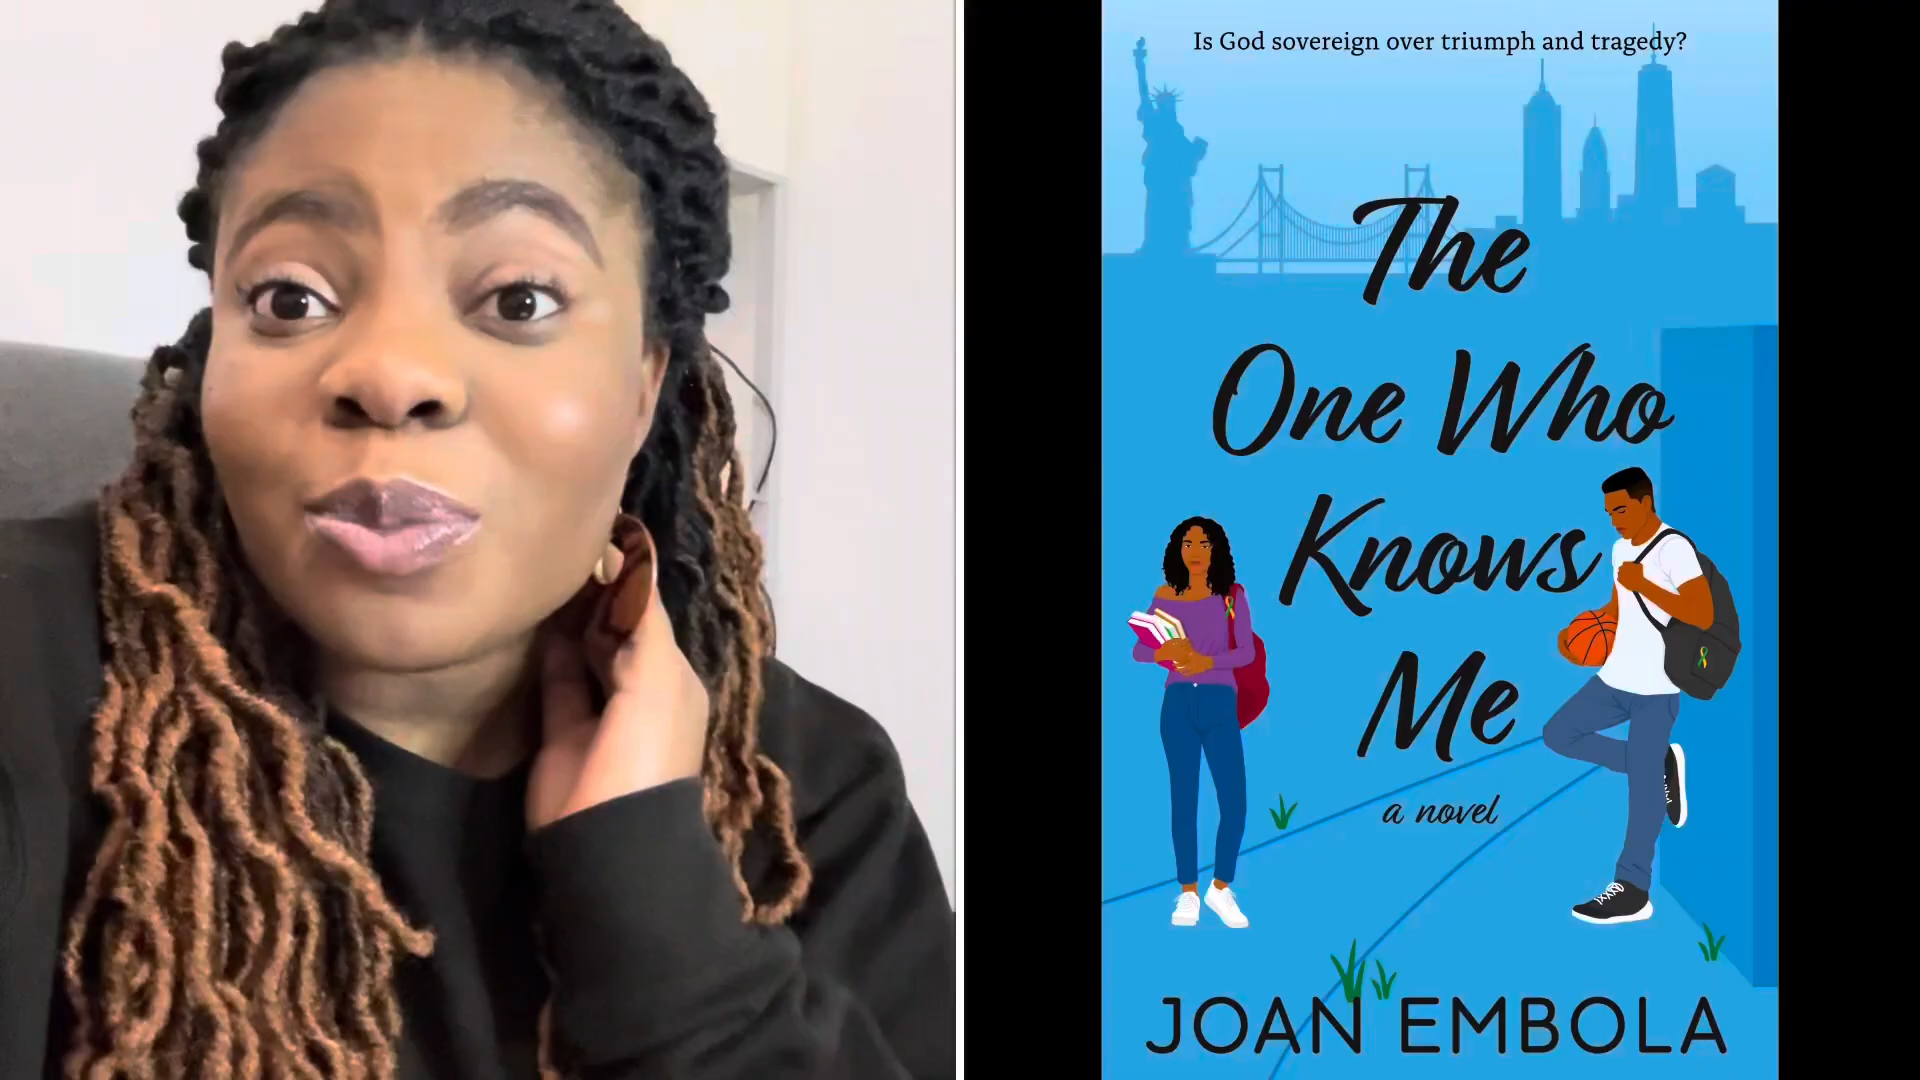 Is God sovereign over triumph and tragedy?
The
One Who
Knows
Me
a novel
JOAN EMBOLA